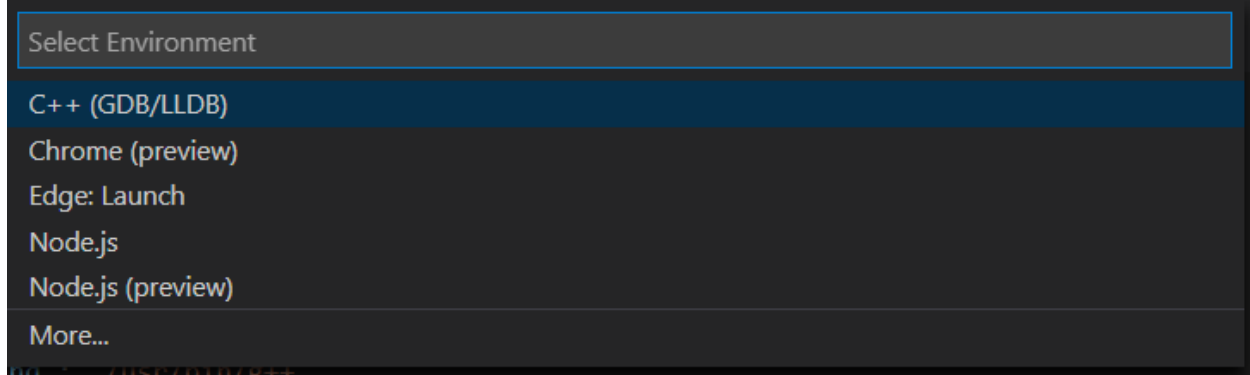 Select Environment
C++ (GDB/LLDB)
Chrome (preview)
Edge: Launch
Node.js
Node.js (preview)
More...